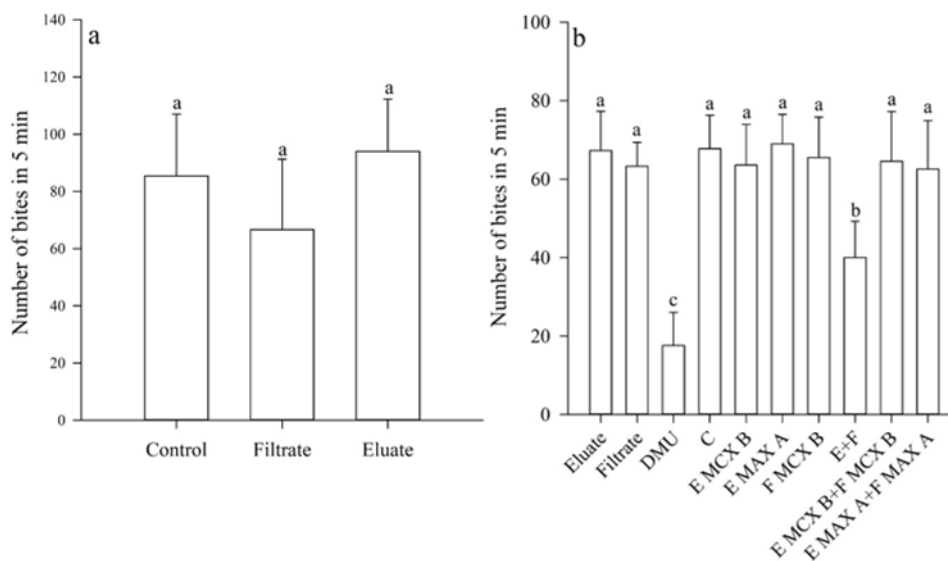 a
Number of bites in 5 min
140
120
100
80
60
40
20
0
a
a
a
Control
Filtrate
Eluate
b
Number of bites in 5 min
100
80
60
40
20
0
a
a
c
a
a
a
a
b
a
a
Eluate
Filtrate
DMU
C
E MCX B
E MAX A
F MCX B
E+F
E MCX B+F MCX B
E MAX A+F MAX A